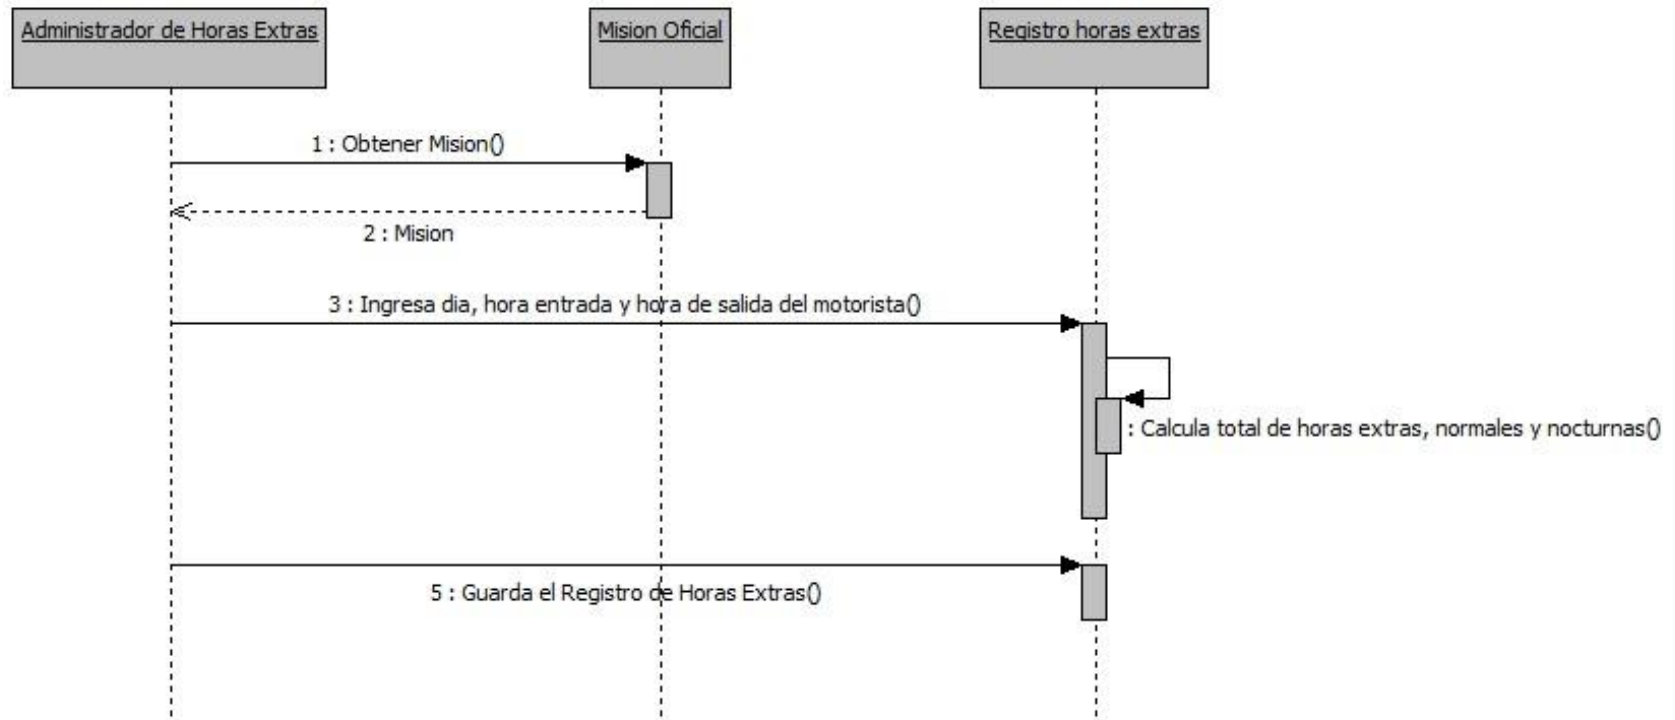 Administrador de Horas Extras
Mision Oficial
Registro horas extras
1 : Obtener Mision()
2 : Mision
3 : Ingresa dia, hora entrada y hora de salida del motorista()
: Calcula total de horas extras, normales y nocturnas()
5 : Guarda el Registro de Horas Extras()